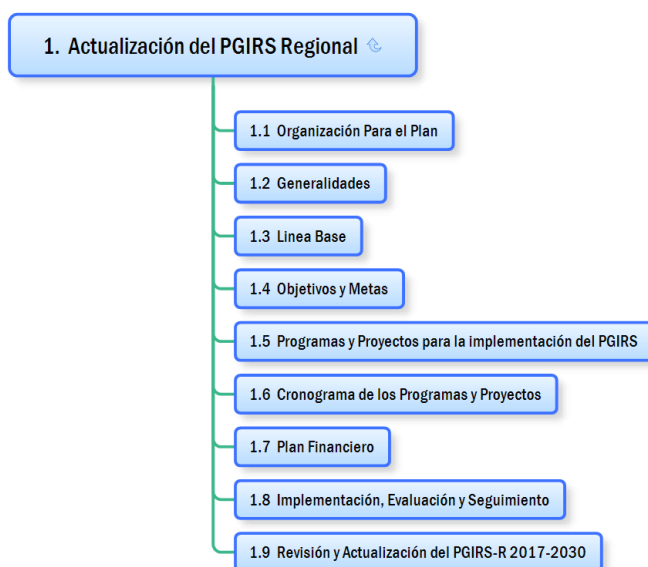 1. Actualización del PGIRS Regional
1.1 Organización Para el Plan
1.2 Generalidades
1.3 Linea Base
1.4 Objetivos y Metas
1.5 Programas y Proyectos para la implementación del PGIRS
1.6 Cronograma de los Programas y Proyectos
1.7 Plan Financiero
1.8 Implementación, Evaluación y Seguimiento
1.9 Revisión y Actualización del PGIRS-R 2017-2030